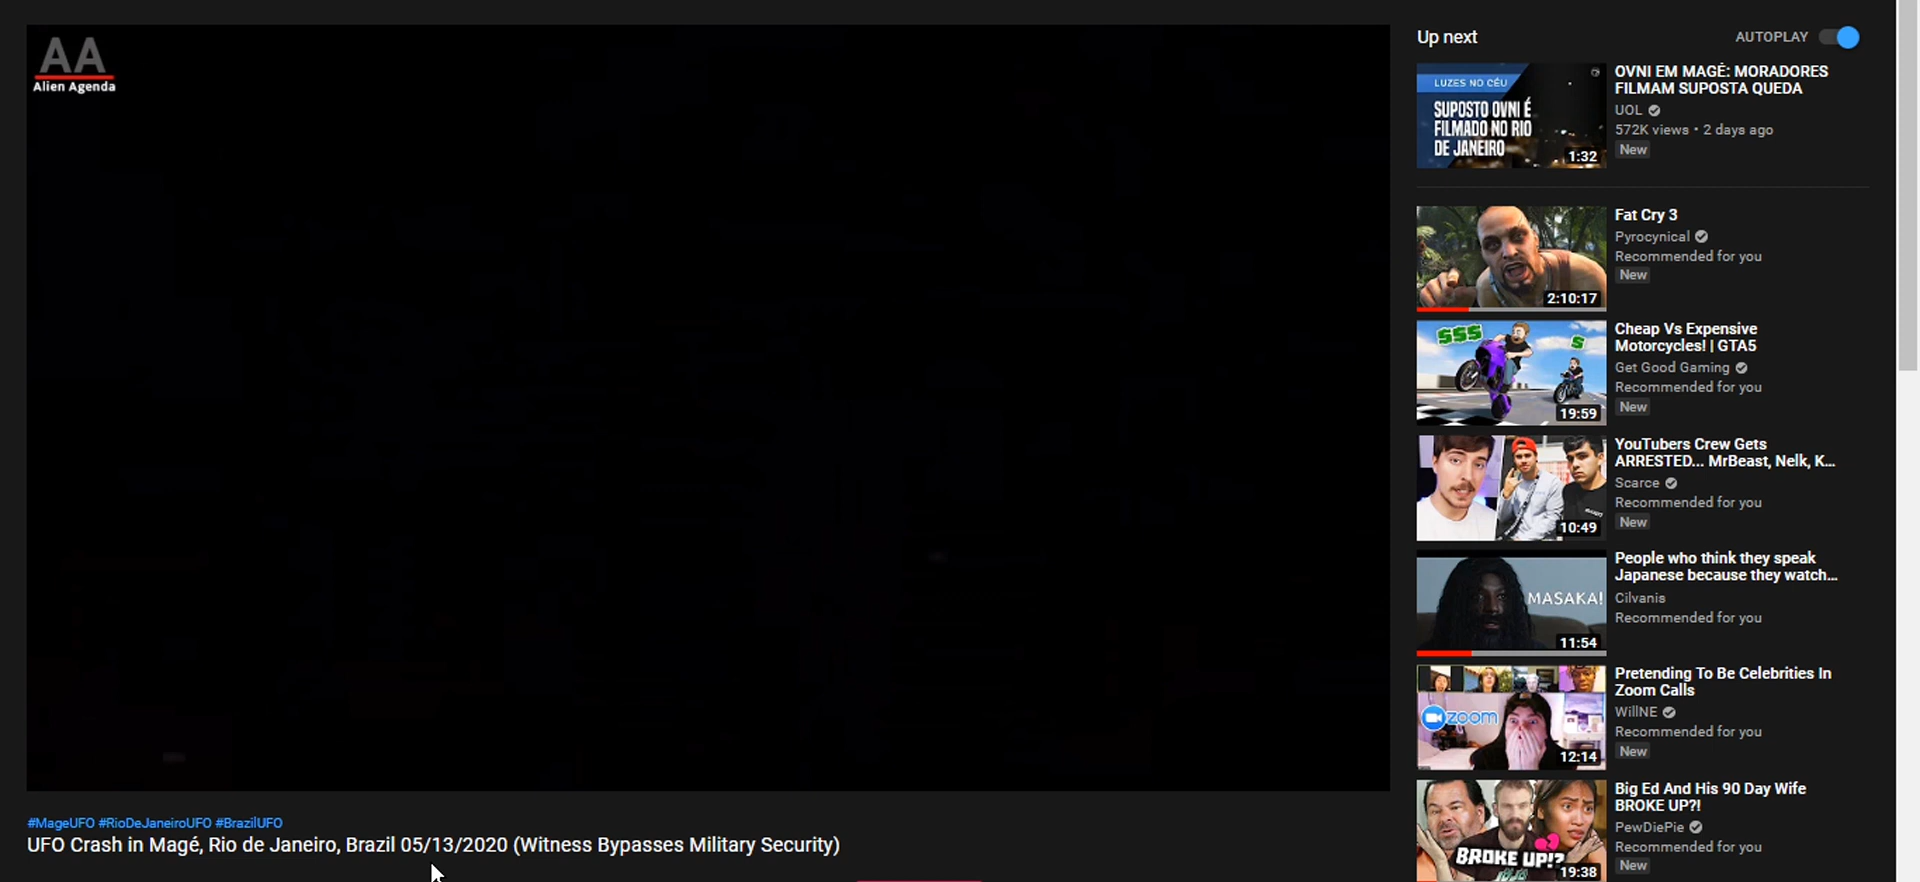 AA
Alien Agenda
#MageUFO #RioDeJaneiroUFO #BrazilUFO
UFO Crash in Magé, Rio de Janeiro, Brazil 05/13/2020 (Witness Bypasses Military Security)
Up next
AUTOPLAY
LUZES NO CÉU
SUPOSTO OVNI É
FILMADO NO RIO
DE JANEIRO
1:32
OVNI EM MAGÉ: MORADORES
FILMAM SUPOSTA QUEDA
UOL
572K views • 2 days ago
New
2:10:17
Fat Cry 3
Pyrocynical
Recommended for you
New
$$$
$
19:59
Cheap Vs Expensive
Motorcycles! | GTA5
Get Good Gaming
Recommended for you
New
10:49
YouTubers Crew Gets
ARRESTED... MrBeast, Nelk, K...
Scarce
Recommended for you
New
MASAKA!
11:54
People who think they speak
Japanese because they watch...
Cilvanis
Recommended for you
zoom
12:14
Pretending To Be Celebrities In
Zoom Calls
WillNE
Recommended for you
New
BROKE UP!?
19:38
Big Ed And His 90 Day Wife
BROKE UP?!
PewDiePie
Recommended for you
New